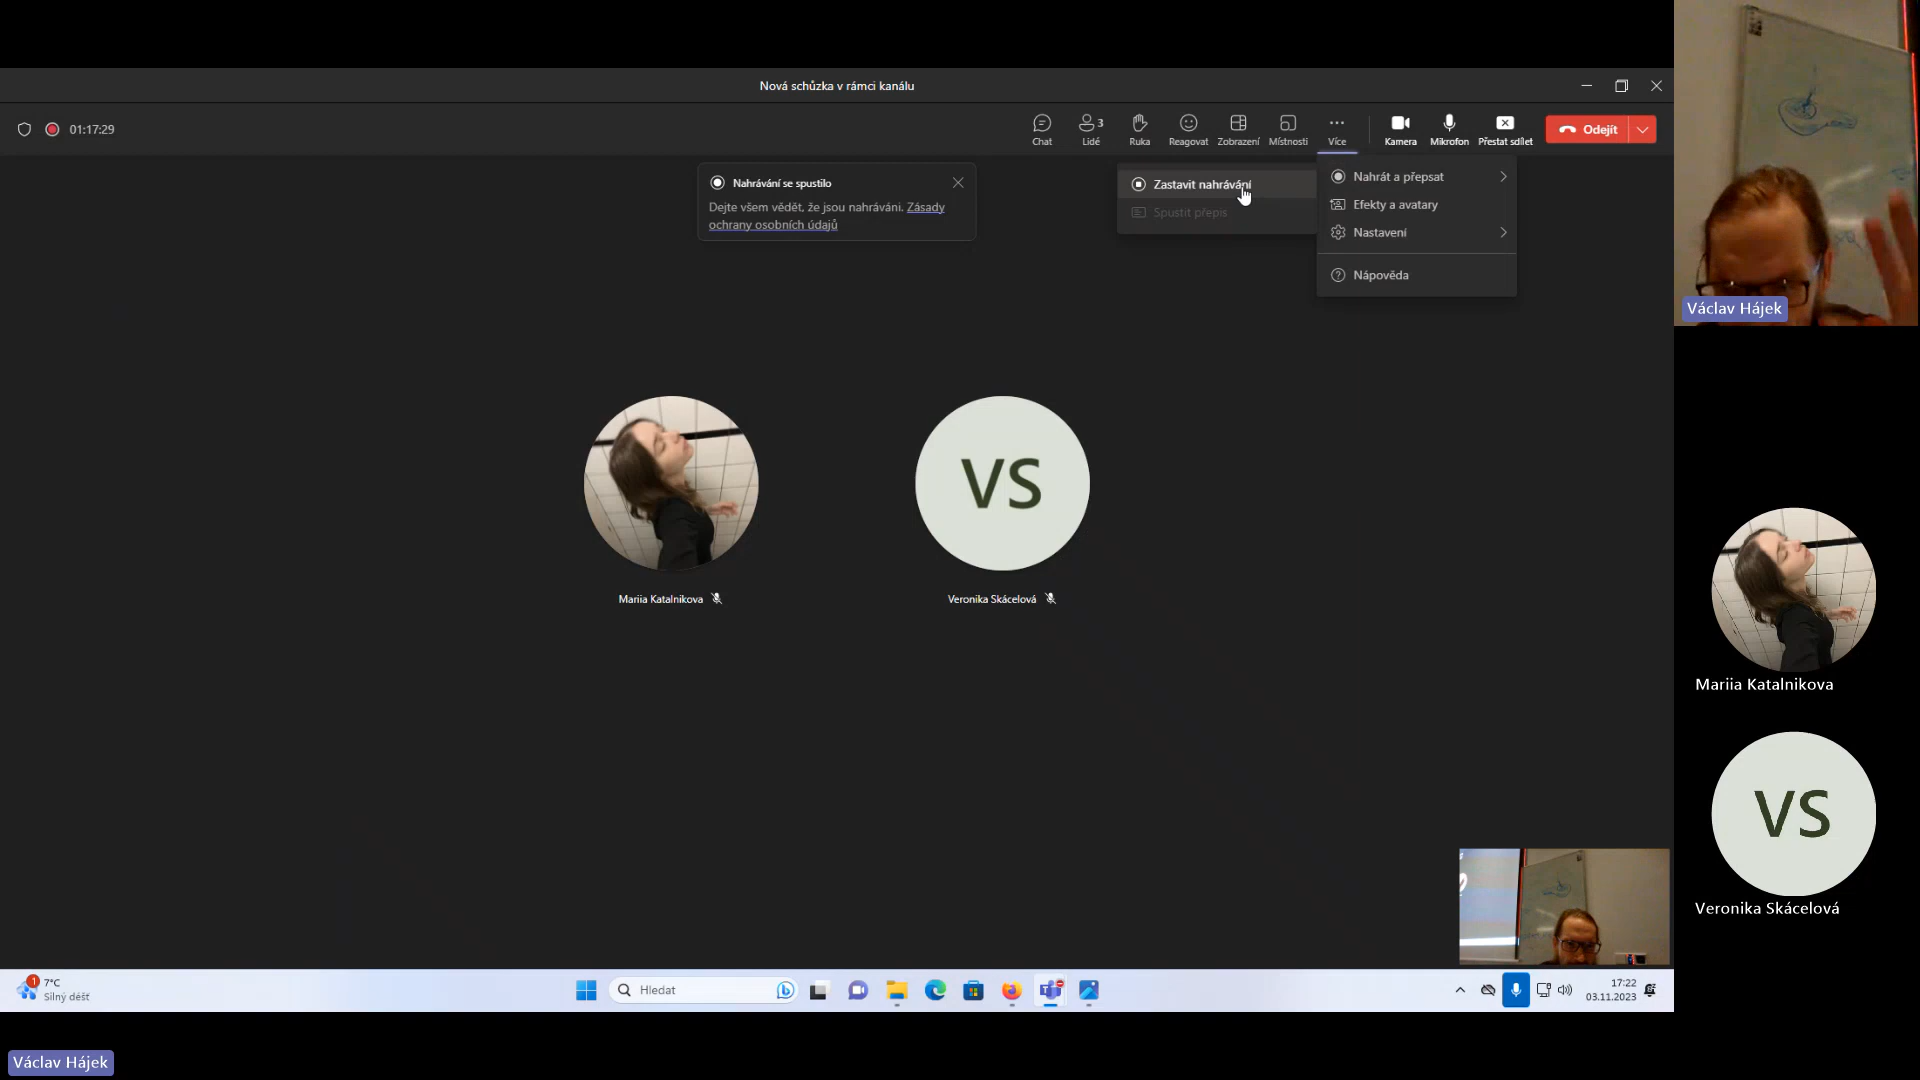 Nová schůzka v rámci kanálu
01:17:29
Chat
3
Lidé
Ruka
Reagovat
Zobrazení
Místnosti
Více
Kamera
Mikrofon
Přestat sdílet
Odejít
Nahrávání se spustilo
Dejte všem vědět, že jsou nahráváni. Zásady
ochrany osobních údajů
Zastavit nahrávání
Spustit přepis
Nahrát a přepsat
Efekty a avatary
Nastavení
Nápověda
Václav Hájek
VS
Mariia Katalnikova
Veronika Skácelová
Mariia Katalnikova
VS
Veronika Skácelová
1
7°C
Silný déšť
Hledat
17:22
03.11.2023
Václav Hájek